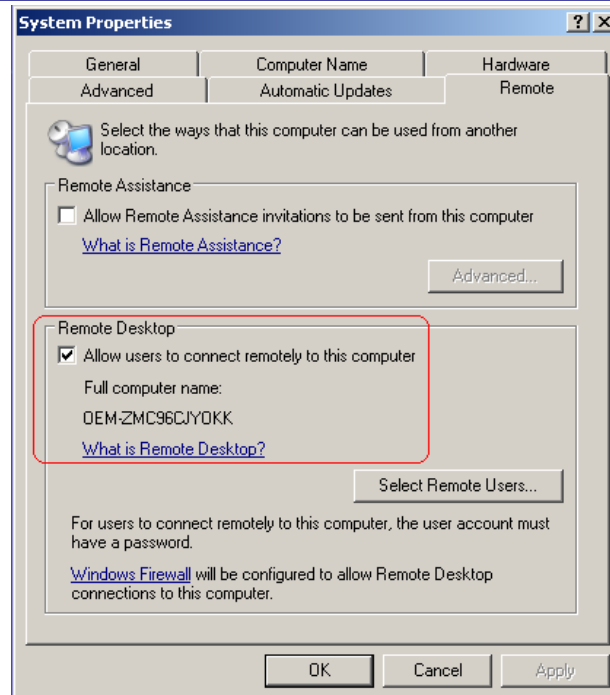 System Properties
General Computer Name Hardware
Advanced Automatic Updates Remote
Select the ways that this computer can be used from another
location.
Remote Assistance
Allow Remote Assistance invitations to be sent from this computer
What is Remote Assistance?
Advanced...
Remote Desktop
Allow users to connect remotely to this computer
Full computer name:
OEM-ZMC96CJYOKK
What is Remote Desktop?
Select Remote Users...
For users to connect remotely to this computer, the user account must
have a password.
Windows Firewall will be configured to allow Remote Desktop
connections to this computer.
OK Cancel Apply